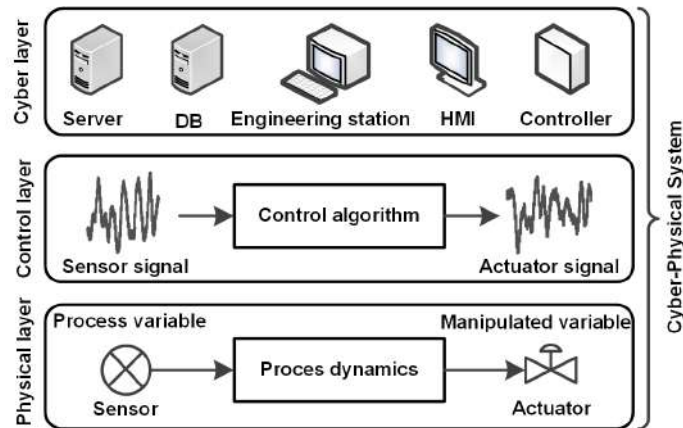 Cyber layer
Server
DB
Engineering station
HMI
Controller
Control layer
Sensor signal
Control algorithm
Actuator signal
Physical layer
Process variable
Manipulated variable
Sensor
Proces dynamics
Actuator
Cyber-Physical System